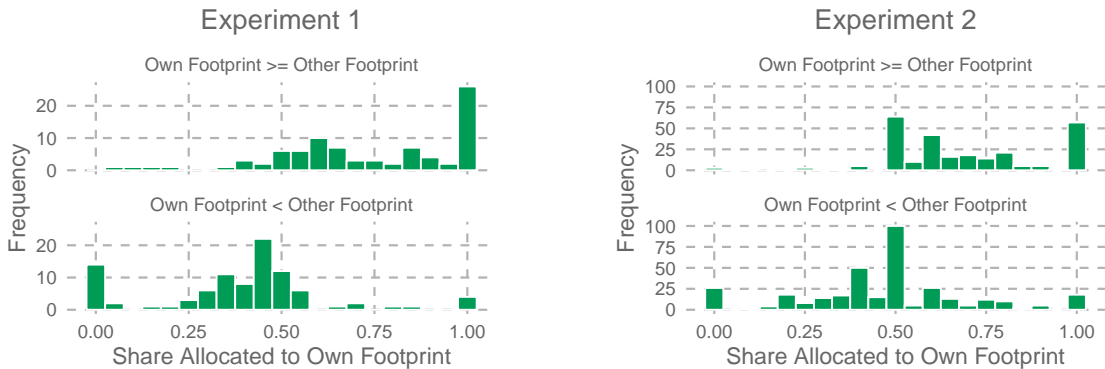 Experiment 1
Own Footprint >= Other Footprint
20
10
0
Own Footprint < Other Footprint
20
10
0
Frequency
0.00 0.25 0.50 0.75 1.00
Share Allocated to Own Footprint
Experiment 2
Own Footprint >= Other Footprint
100
75
50
25
0
Own Footprint < Other Footprint
100
75
50
25
0
Frequency
0.00 0.25 0.50 0.75 1.00
Share Allocated to Own Footprint